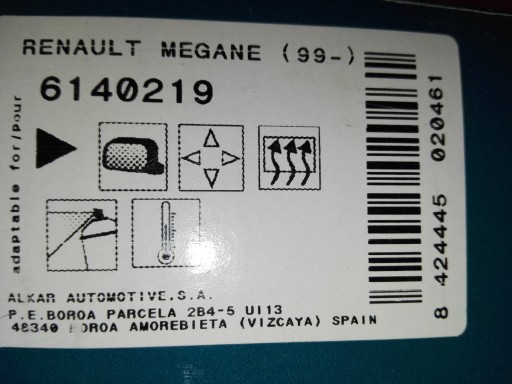 RENAULT MEGANE (99-)
6140219
adaptable for/pour
ALKAR AUTOMOTIVE,S.A.
P.E.BOROA PARCELA 2B4-5 UI13
48340 BOROA AMOREBIETA (VIZCAYA) SPAIN
8 424445 020461